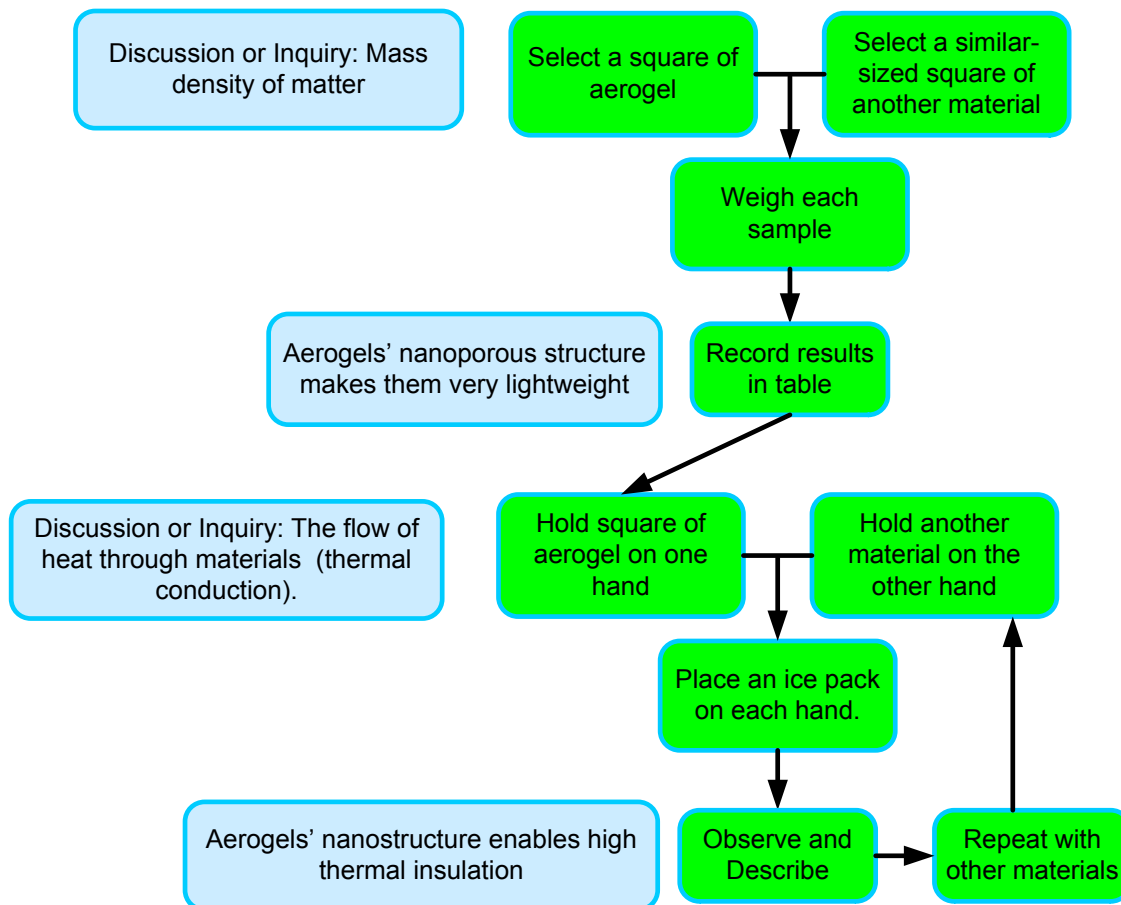 Discussion or Inquiry: Mass
density of matter
Select a square of
aerogel
Select a similar-
sized square of
another material
Weigh each
sample
Aerogels’ nanoporous structure
makes them very lightweight
Record results
in table
Discussion or Inquiry: The flow of
heat through materials  (thermal
conduction).
Hold square of
aerogel on one
hand
Hold another
material on the
other hand
Place an ice pack
on each hand.
Aerogels’ nanostructure enables high
thermal insulation
Observe and
Describe
Repeat with
other materials